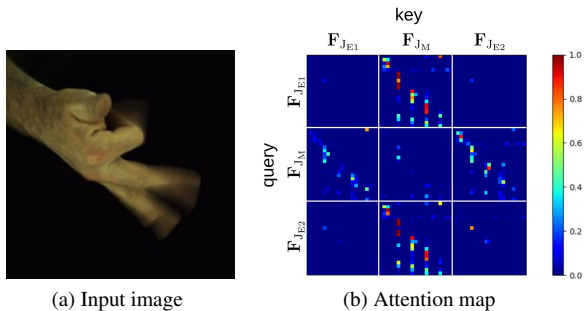 key
F_{J_{E1}} F_{J_M} F_{J_{E2}}
query
F_{J_{E1}}
F_{J_M}
F_{J_{E2}}
1.0
0.8
0.6
0.4
0.2
0.0
(a) Input image
(b) Attention map